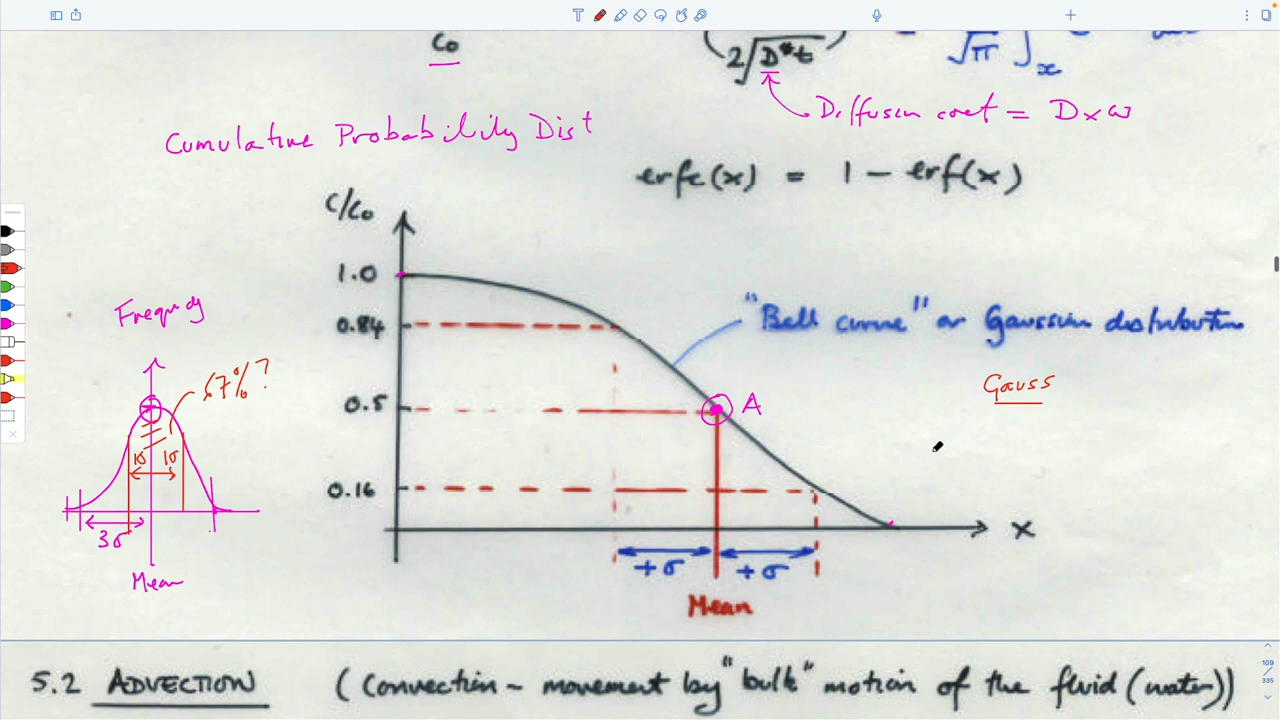 C₀
2√D*t
√π ∫ x
Diffusion coef = D × ω
Cumulative Probability Dist
erfc(x) = 1 - erf(x)
C/C₀
1.0
0.84
0.5
0.16
"Bell curve" or Gaussian distribution
Gauss
A
x
+σ +σ
Mean
67%?
1σ 1σ
3σ
Mean
5.2 ADVECTION (Convection ~ movement by "bulk" motion of the fluid (water))
109
335